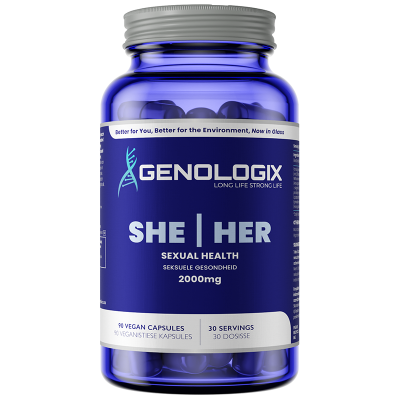 Better for You, Better for the Environment, Now in Glass
GENOLOGIX
LONG LIFE STRONG LIFE
SHE | HER
SEXUAL HEALTH
SEKSUELE GESONDHEID
2000mg
90 VEGAN CAPSULES
90 VEGANISTIESE KAPSULES
30 SERVINGS
30 DOSISSE